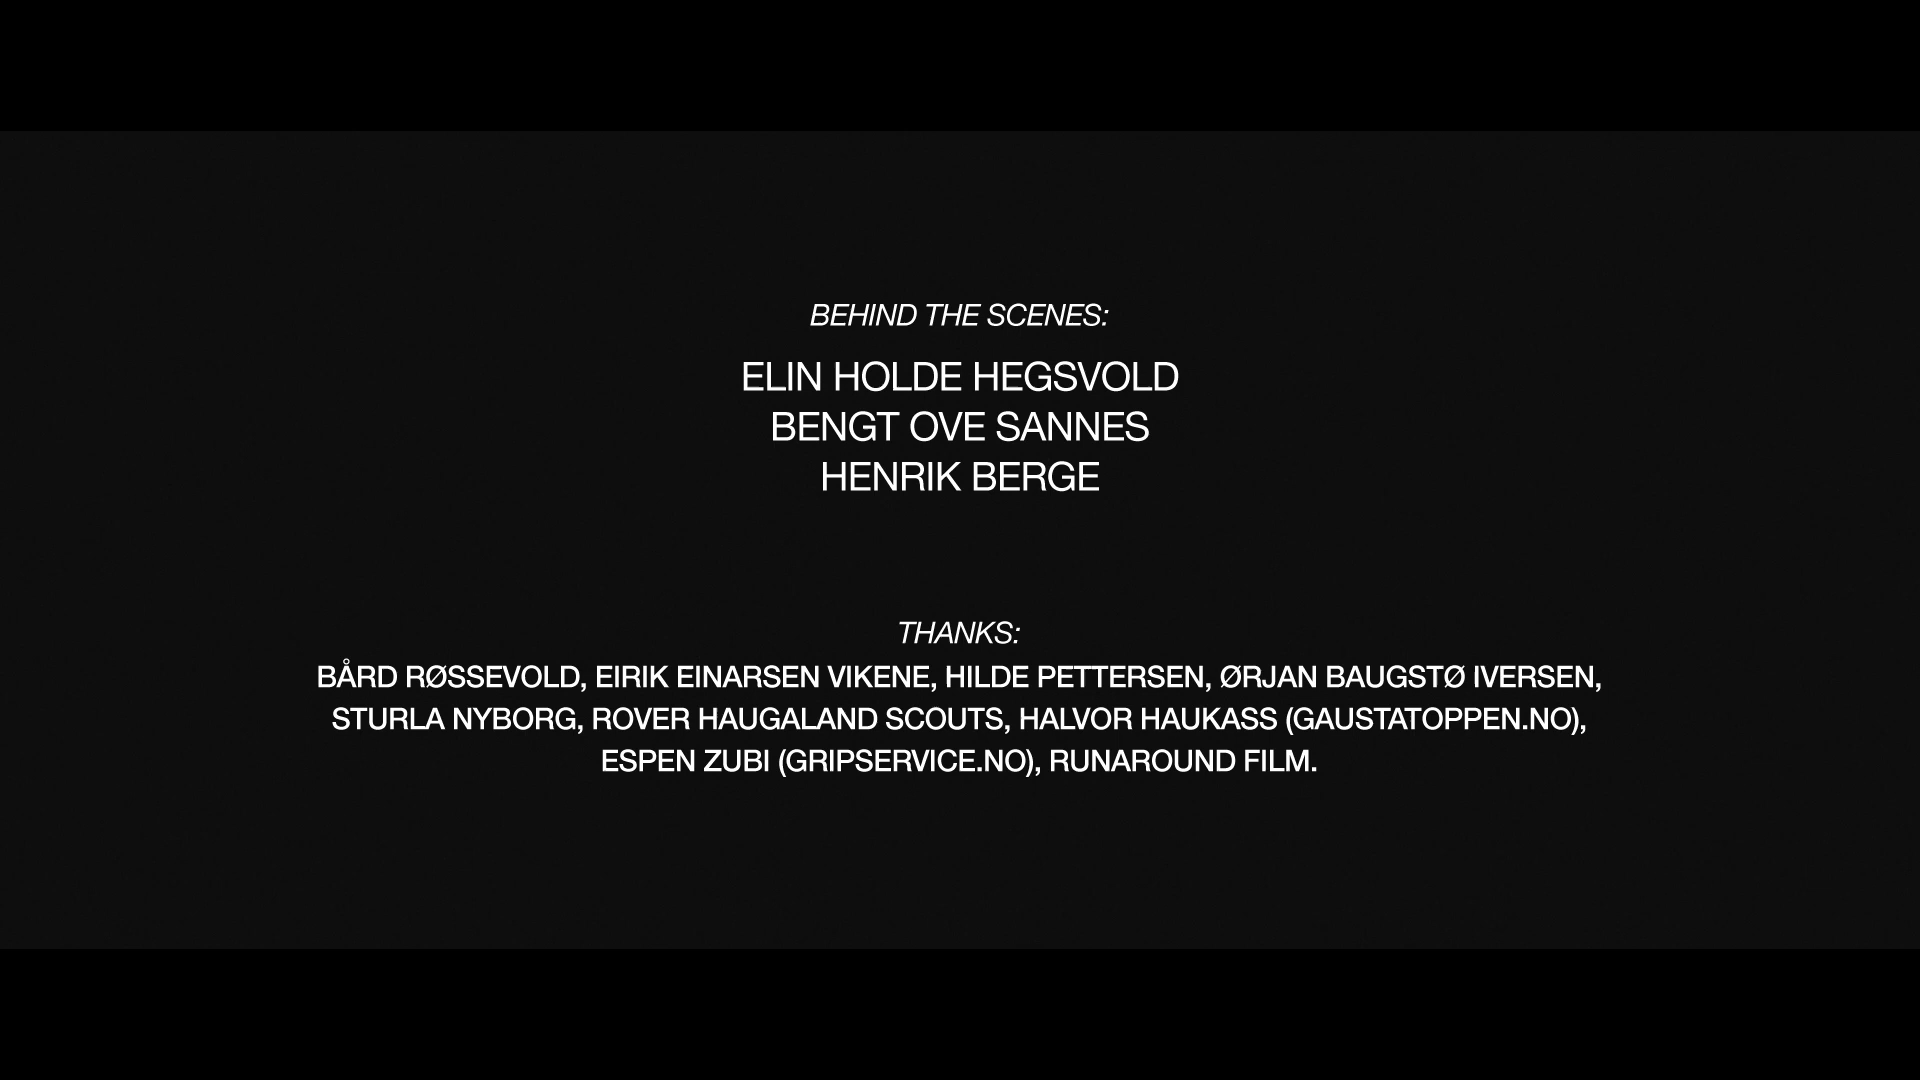 BEHIND THE SCENES:
ELIN HOLDE HEGSVOLD
BENGT OVE SANNES
HENRIK BERGE
THANKS:
BÅRD RØSSEVOLD, EIRIK EINARSEN VIKENE, HILDE PETTERSEN, ØRJAN BAUGSTØ IVERSEN,
STURLA NYBORG, ROVER HAUGALAND SCOUTS, HALVOR HAUKASS (GAUSTATOPPEN.NO),
ESPEN ZUBI (GRIPSERVICE.NO), RUNAROUND FILM.